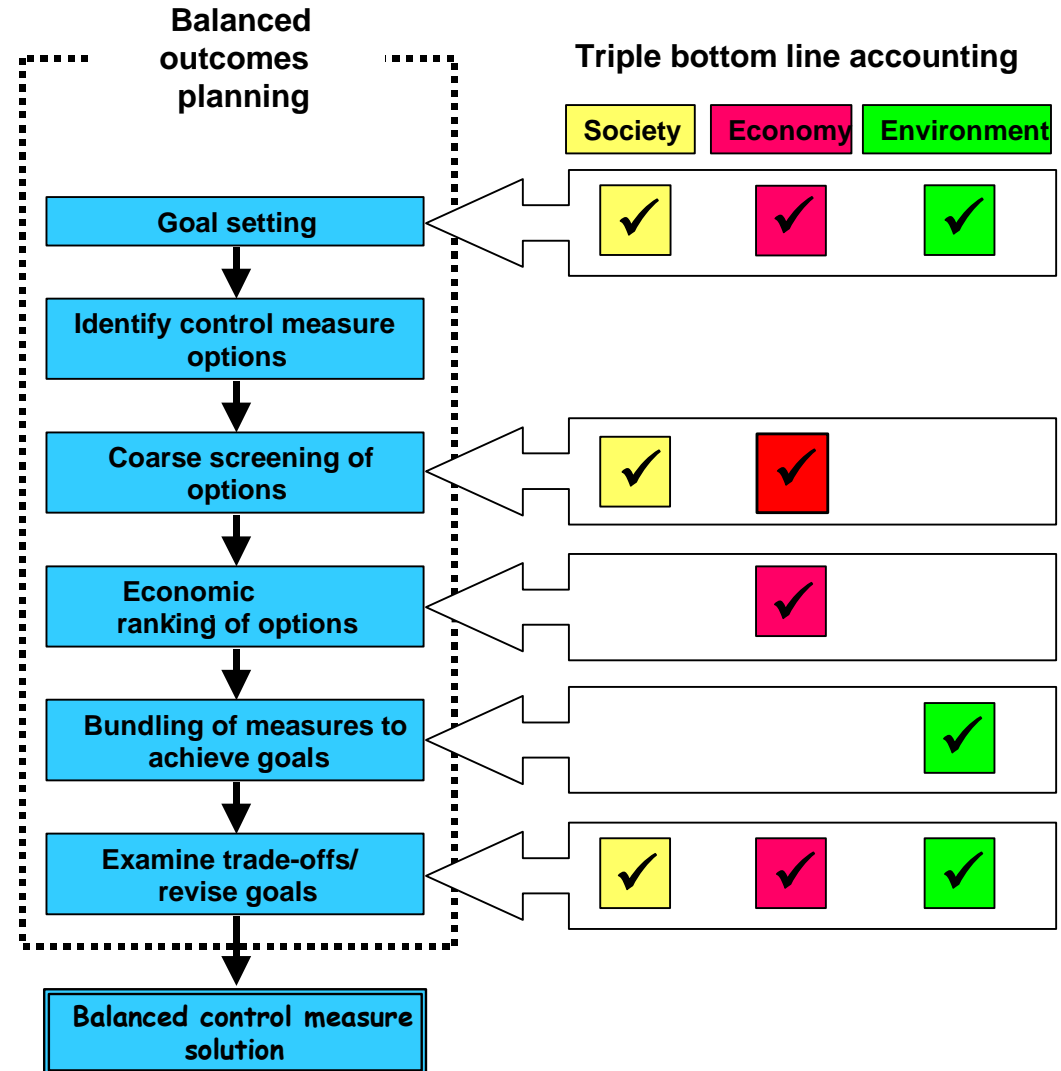 Balanced
outcomes
planning
Triple bottom line accounting
Society
Economy
Environment
Goal setting
Identify control measure
options
Coarse screening of
options
Economic
ranking of options
Bundling of measures to
achieve goals
Examine trade-offs/
revise goals
Balanced control measure
solution